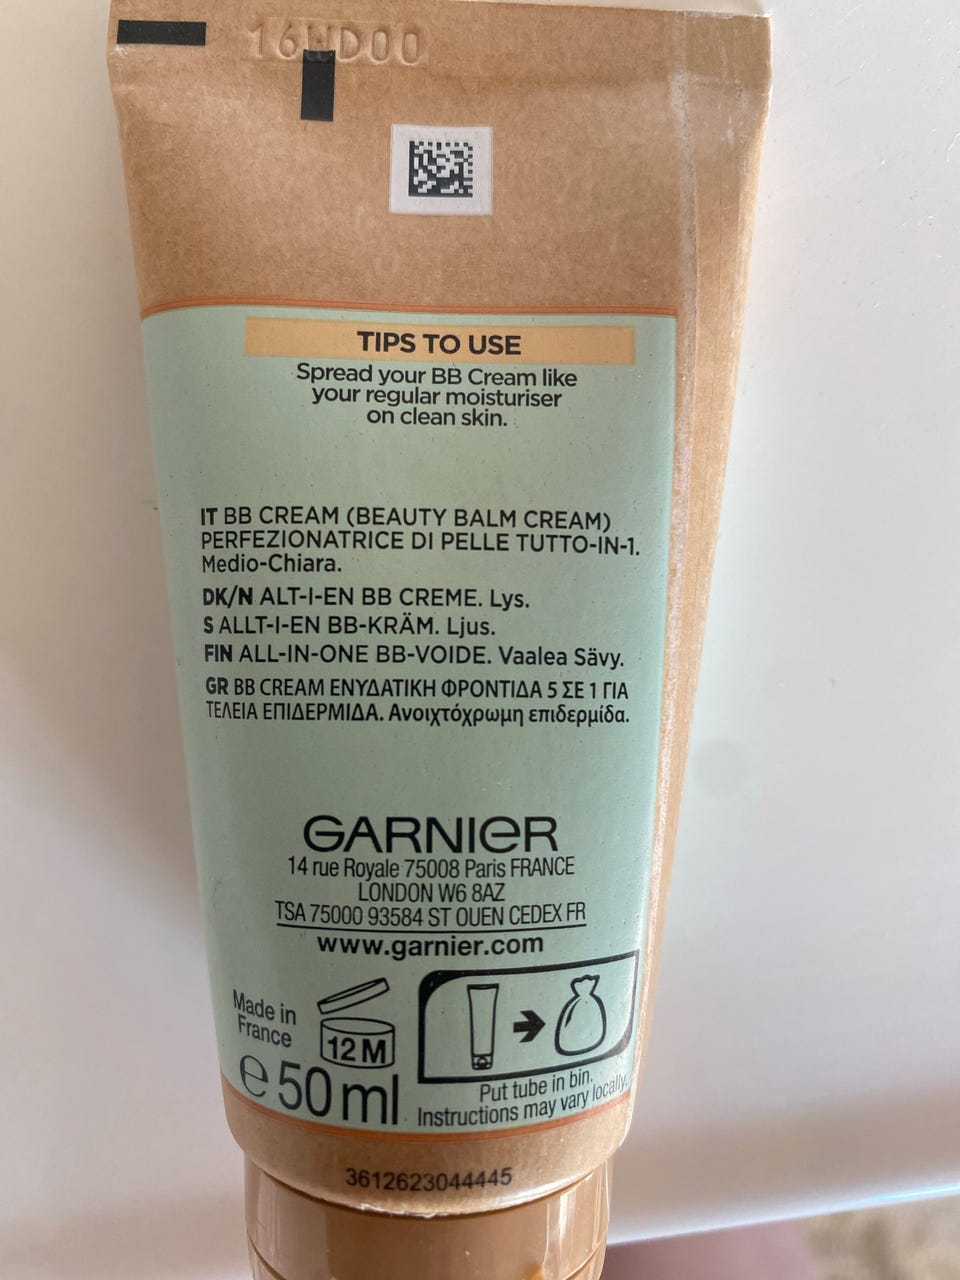 16WD00
TIPS TO USE
Spread your BB Cream like
your regular moisturiser
on clean skin.
IT BB CREAM (BEAUTY BALM CREAM)
PERFEZIONATRICE DI PELLE TUTTO-IN-1.
Medio-Chiara.
DK/N ALT-I-EN BB CREME. Lys.
S ALLT-I-EN BB-KRÄM. Ljus.
FIN ALL-IN-ONE BB-VOIDE. Vaalea Sävy.
GR BB CREAM ΕΝΥΔΑΤΙΚΗ ΦΡΟΝΤΙΔΑ 5 ΣΕ 1 ΓΙΑ
ΤΕΛΕΙΑ ΕΠΙΔΕΡΜΙΔΑ. Ανοιχτόχρωμη επιδερμίδα.
GARNIER
14 rue Royale 75008 Paris FRANCE
LONDON W6 8AZ
TSA 75000 93584 ST OUEN CEDEX FR
www.garnier.com
Made in
France
12 M
e 50 ml
Put tube in bin.
Instructions may vary locally.
3612623044445